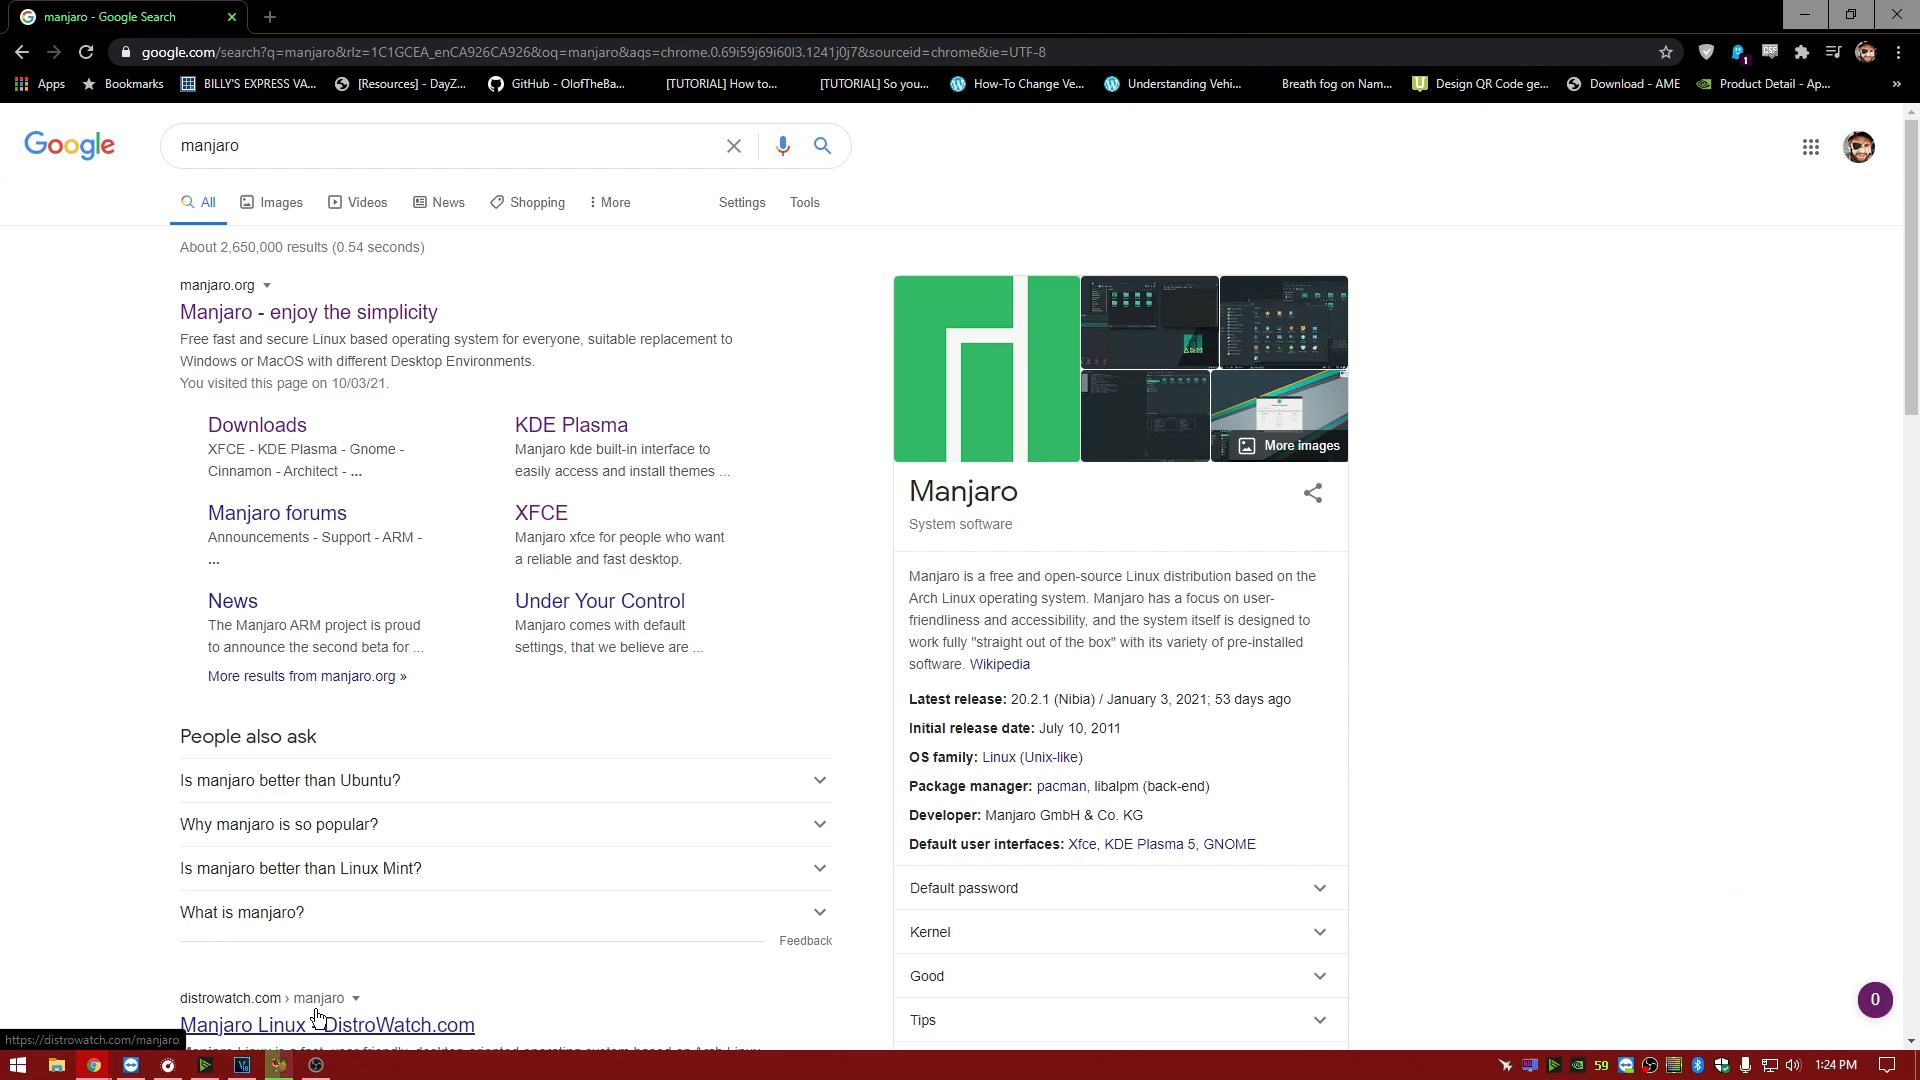 manjaro - Google Search
google.com/search?q=manjaro&rlz=1C1GCEA_enCA926CA926&oq=manjaro&aqs=chrome.0.69i59j69i60l3.1241j0j7&sourceid=chrome&ie=UTF-8
1
CSS
Apps
Bookmarks
BILLY'S EXPRESS VA...
[Resources] - DayZ...
GitHub - OlofTheBa...
[TUTORIAL] How to...
[TUTORIAL] So you...
How-To Change Ve...
Understanding Vehi...
Breath fog on Nam...
Design QR Code ge...
Download - AME
Product Detail - Ap...
»
Google
manjaro
All
Images
Videos
News
Shopping
More
Settings
Tools
About 2,650,000 results (0.54 seconds)
manjaro.org
Manjaro - enjoy the simplicity
Free fast and secure Linux based operating system for everyone, suitable replacement to
Windows or MacOS with different Desktop Environments.
You visited this page on 10/03/21.
Downloads
XFCE - KDE Plasma - Gnome -
Cinnamon - Architect - ...
KDE Plasma
Manjaro kde built-in interface to
easily access and install themes ...
Manjaro forums
Announcements - Support - ARM -
...
XFCE
Manjaro xfce for people who want
a reliable and fast desktop.
News
The Manjaro ARM project is proud
to announce the second beta for ...
Under Your Control
Manjaro comes with default
settings, that we believe are ...
More results from manjaro.org »
People also ask
Is manjaro better than Ubuntu?
Why manjaro is so popular?
Is manjaro better than Linux Mint?
What is manjaro?
Feedback
distrowatch.com › manjaro
Manjaro Linux - DistroWatch.com
https://distrowatch.com/manjaro
More images
Manjaro
System software
Manjaro is a free and open-source Linux distribution based on the
Arch Linux operating system. Manjaro has a focus on user-
friendliness and accessibility, and the system itself is designed to
work fully "straight out of the box" with its variety of pre-installed
software. Wikipedia
Latest release: 20.2.1 (Nibia) / January 3, 2021; 53 days ago
Initial release date: July 10, 2011
OS family: Linux (Unix-like)
Package manager: pacman, libalpm (back-end)
Developer: Manjaro GmbH & Co. KG
Default user interfaces: Xfce, KDE Plasma 5, GNOME
Default password
Kernel
Good
Tips
0
59
1:24 PM